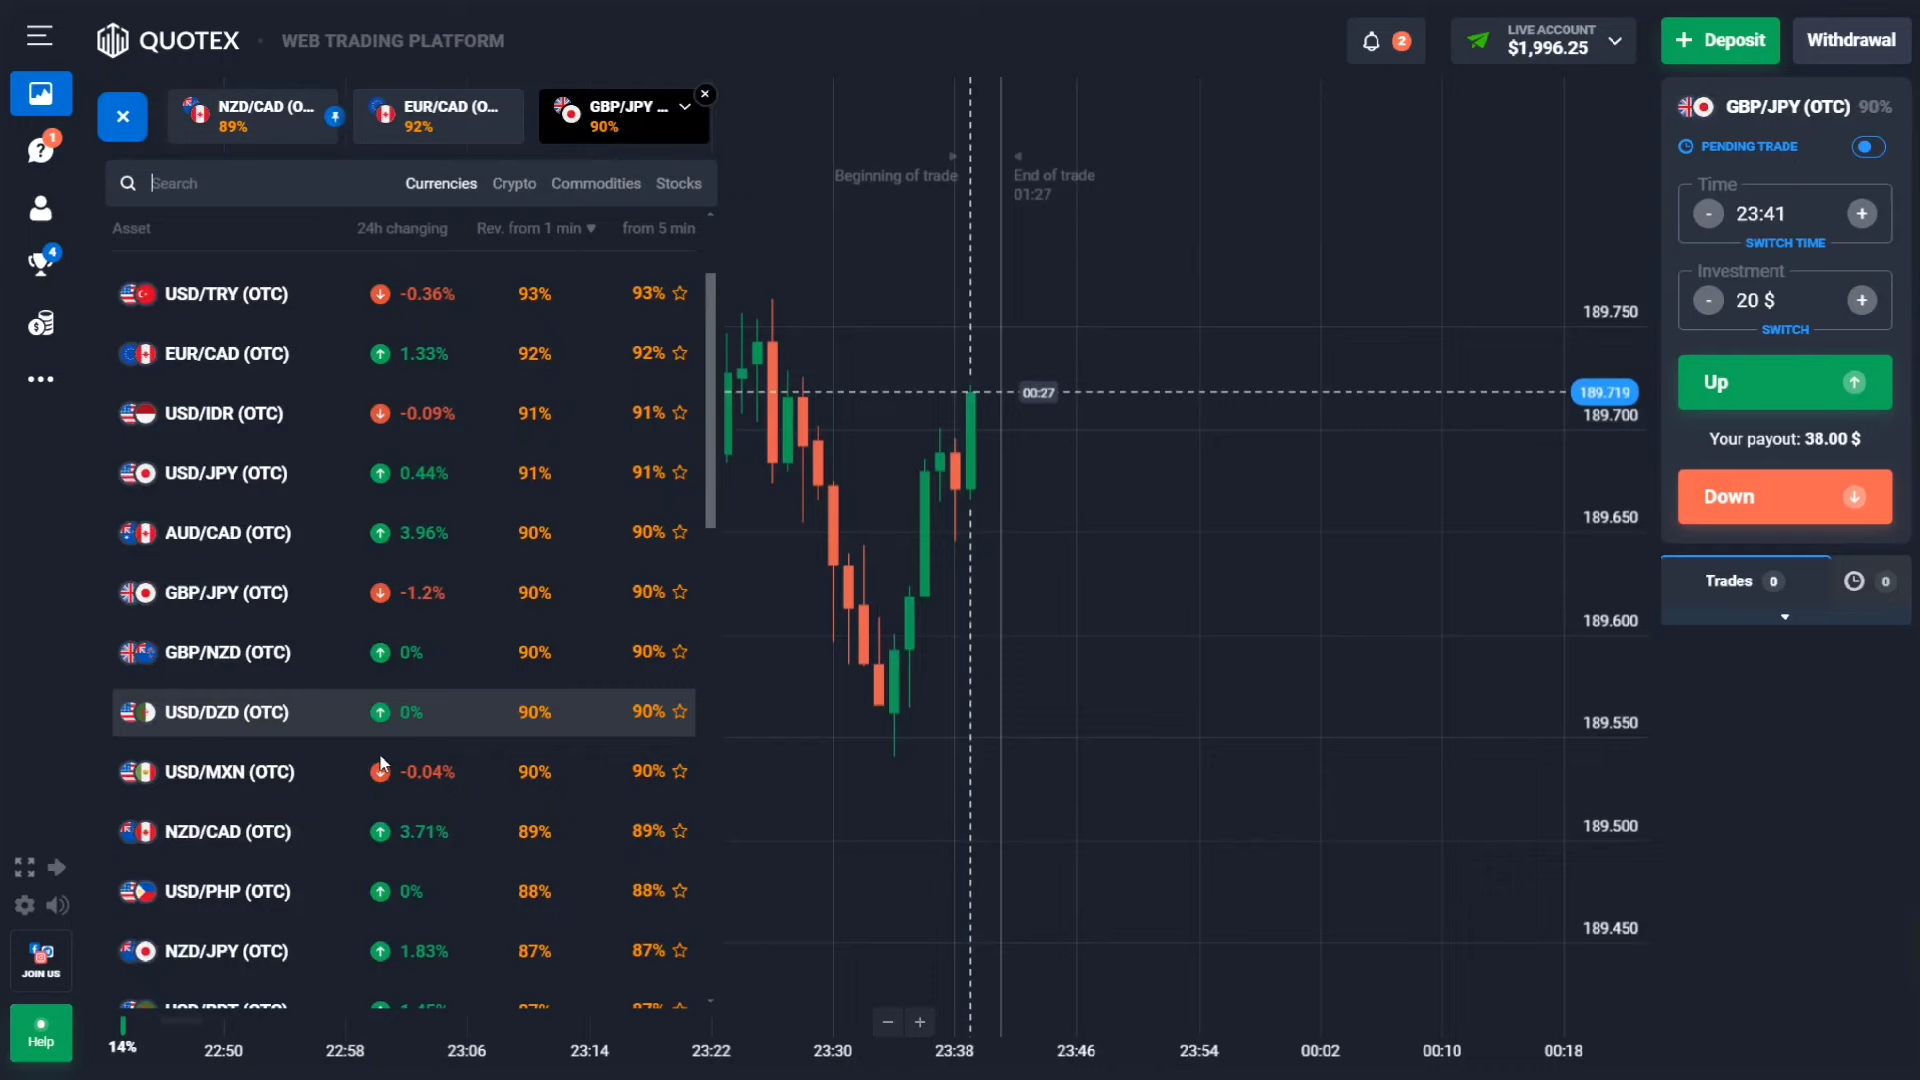 QUOTEX
WEB TRADING PLATFORM
2
LIVE ACCOUNT
$1,996.25
+ Deposit
Withdrawal
NZD/CAD (O...
89%
EUR/CAD (O...
92%
GBP/JPY ...
90%
Search
Currencies
Crypto
Commodities
Stocks
Asset
24h changing
Rev. from 1 min
from 5 min
USD/TRY (OTC) -0.36% 93% 93%
EUR/CAD (OTC) 1.33% 92% 92%
USD/IDR (OTC) -0.09% 91% 91%
USD/JPY (OTC) 0.44% 91% 91%
AUD/CAD (OTC) 3.96% 90% 90%
GBP/JPY (OTC) -1.2% 90% 90%
GBP/NZD (OTC) 0% 90% 90%
USD/DZD (OTC) 0% 90% 90%
USD/MXN (OTC) -0.04% 90% 90%
NZD/CAD (OTC) 3.71% 89% 89%
USD/PHP (OTC) 0% 88% 88%
NZD/JPY (OTC) 1.83% 87% 87%
1
4
JOIN US
Help
14%
Beginning of trade
End of trade
01:27
00:27
189.750
189.719
189.700
189.650
189.600
189.550
189.500
189.450
22:50
22:58
23:06
23:14
23:22
23:30
23:38
23:46
23:54
00:02
00:10
00:18
GBP/JPY (OTC) 90%
PENDING TRADE
Time
- 23:41 +
SWITCH TIME
Investment
- 20 $ +
SWITCH
Up
Your payout: 38.00 $
Down
Trades 0
0